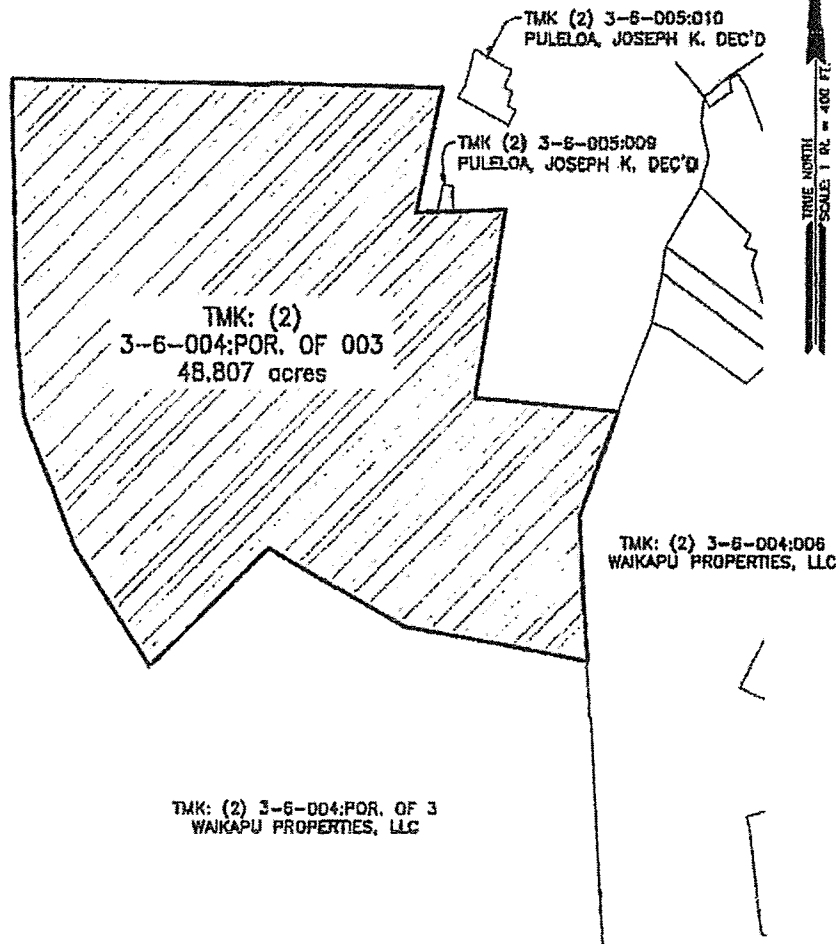 TMK (2) 3-6-005:010
PULELOA, JOSEPH K. DEC'D
TMK (2) 3-6-005:009
PULELOA, JOSEPH K. DEC'D
TRUE NORTH
SCALE: 1 IN. = 400 FT.
TMK: (2)
3-6-004:POR. OF 003
48.807 acres
TMK: (2) 3-6-004:006
WAIKAPU PROPERTIES, LLC
TMK: (2) 3-6-004:POR. OF 3
WAIKAPU PROPERTIES, LLC